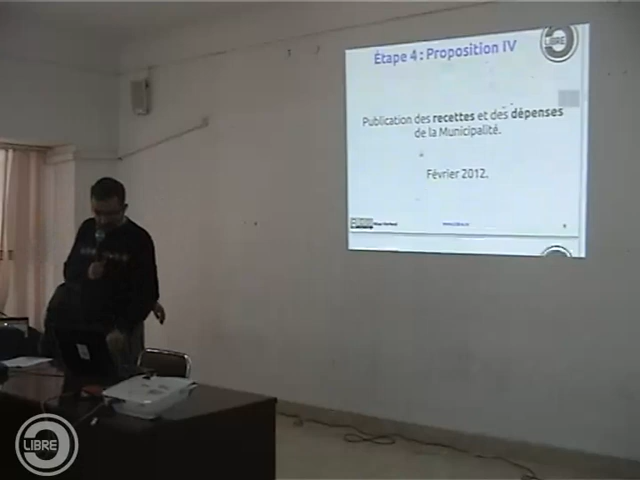 Étape 4 : Proposition IV
LIBRE
Publication des recettes et des dépenses
de la Municipalité.
Février 2012.
LIBRE